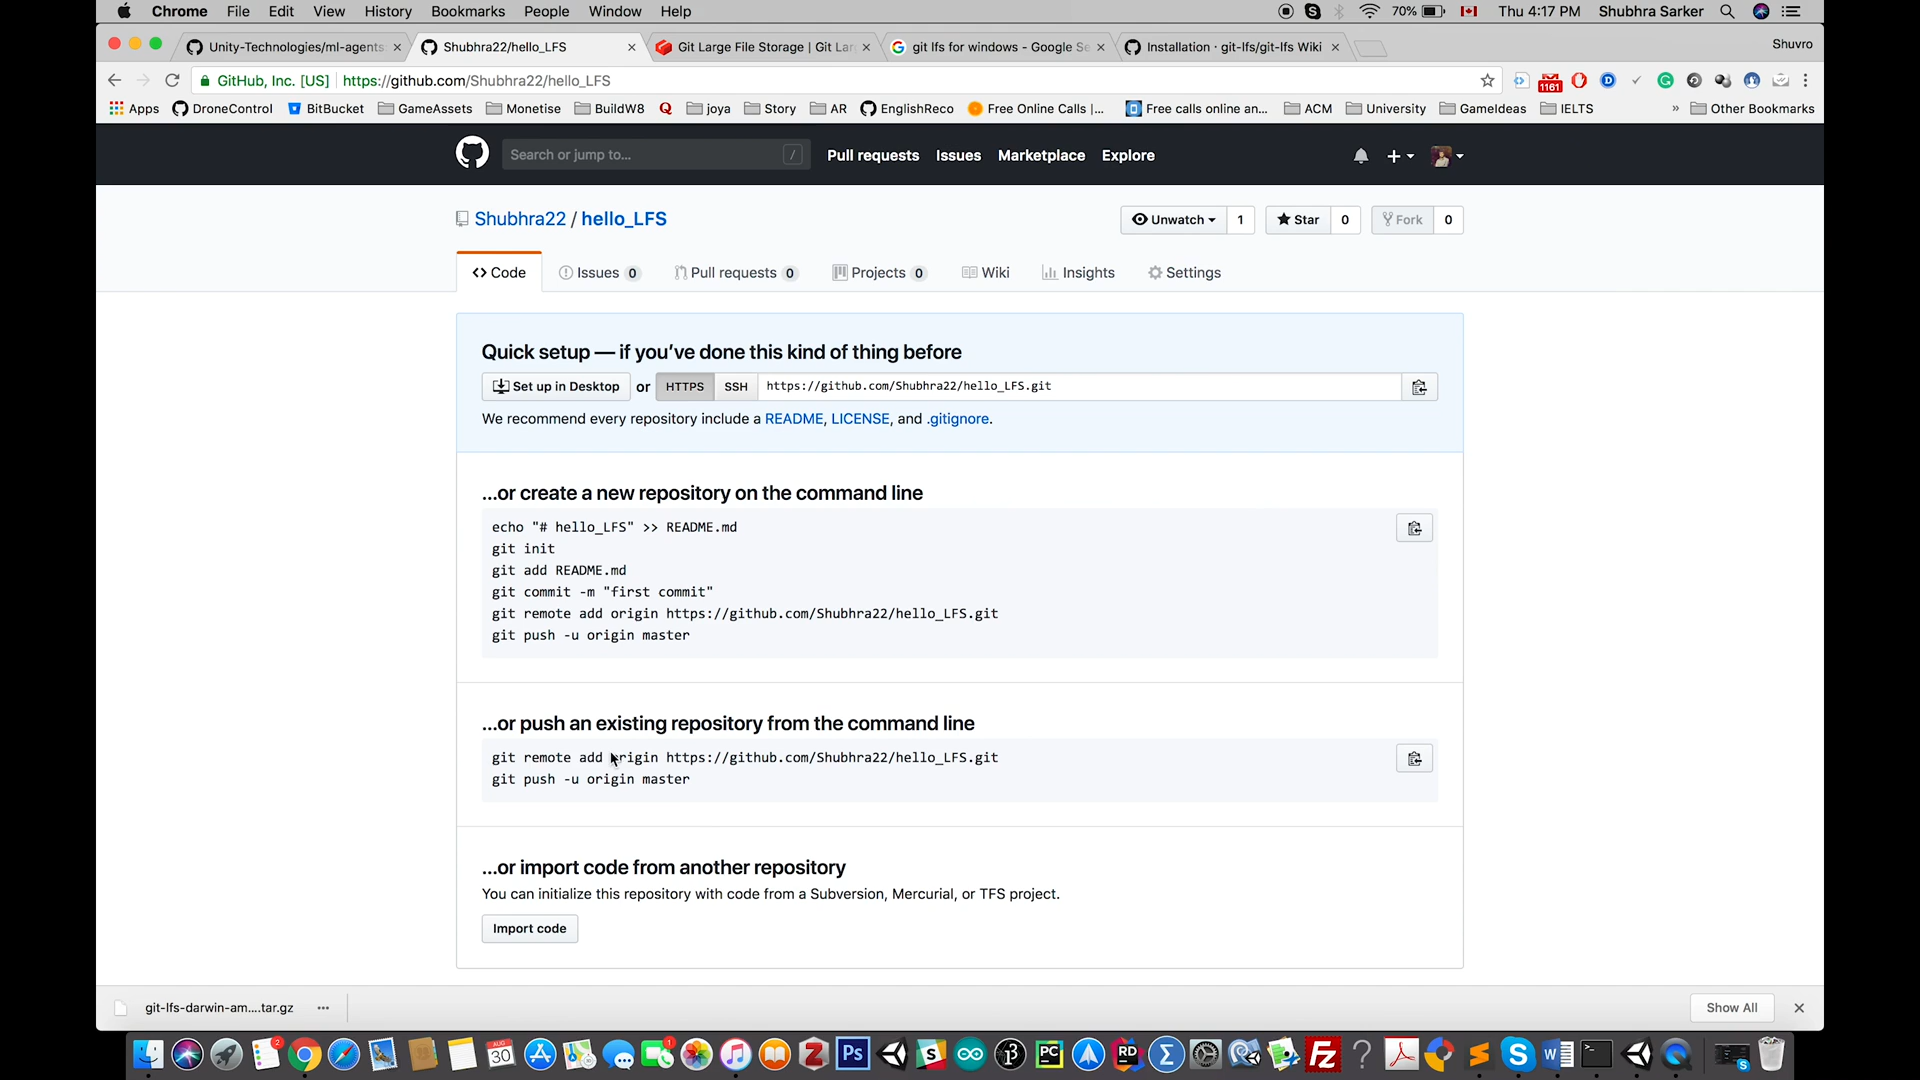 Chrome File Edit View History Bookmarks People Window Help 70% Thu 4:17 PM Shubhra Sarker
Unity-Technologies/ml-agents Shubhra22/hello_LFS Git Large File Storage | Git Lar git lfs for windows - Google Se Installation · git-lfs/git-lfs Wiki Shuvro
GitHub, Inc. [US] https://github.com/Shubhra22/hello_LFS 1161
Apps DroneControl BitBucket GameAssets Monetise BuildW8 joya Story AR EnglishReco Free Online Calls |... Free calls online an... ACM University GameIdeas IELTS » Other Bookmarks
Search or jump to... / Pull requests Issues Marketplace Explore
Shubhra22 / hello_LFS Unwatch 1 Star 0 Fork 0
Code Issues 0 Pull requests 0 Projects 0 Wiki Insights Settings
Quick setup — if you’ve done this kind of thing before
Set up in Desktop or HTTPS SSH https://github.com/Shubhra22/hello_LFS.git
We recommend every repository include a README, LICENSE, and .gitignore.
...or create a new repository on the command line
echo "# hello_LFS" >> README.md
git init
git add README.md
git commit -m "first commit"
git remote add origin https://github.com/Shubhra22/hello_LFS.git
git push -u origin master
...or push an existing repository from the command line
git remote add origin https://github.com/Shubhra22/hello_LFS.git
git push -u origin master
...or import code from another repository
You can initialize this repository with code from a Subversion, Mercurial, or TFS project.
Import code
git-lfs-darwin-am....tar.gz Show All
2 AUG 30 1 Z Ps S PC RD Σ FZ ? S W